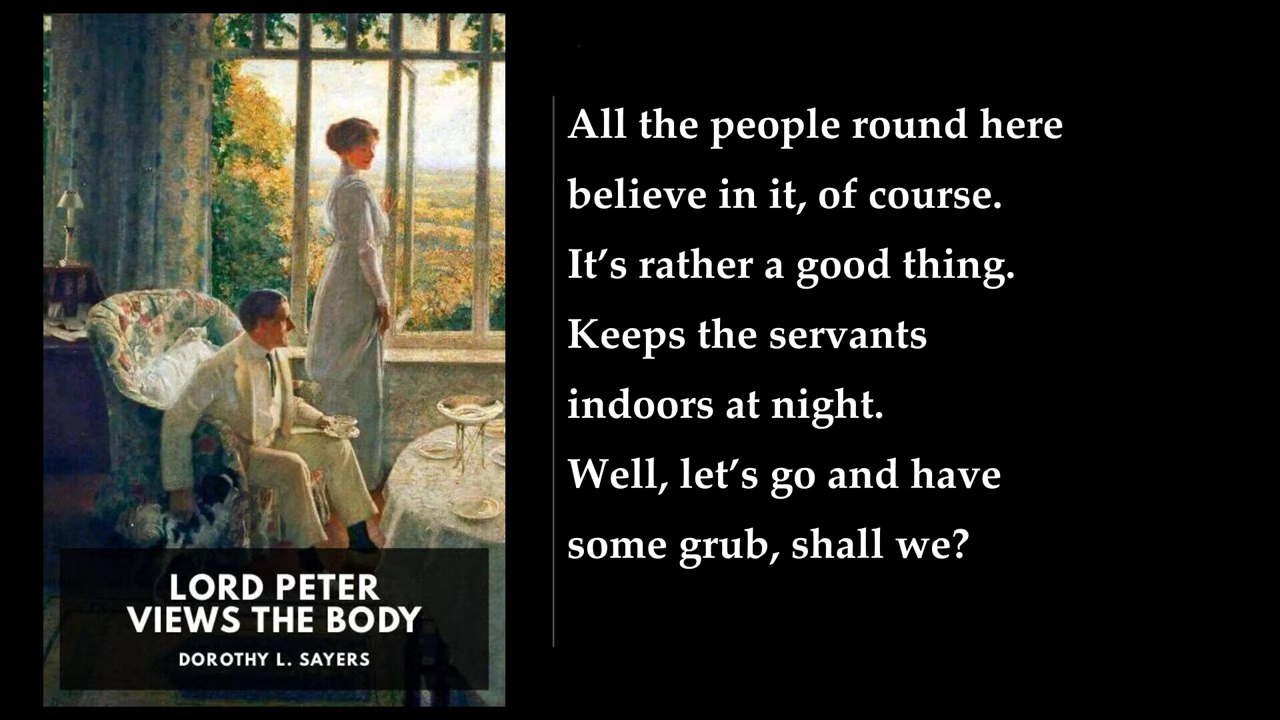 All the people round here
believe in it, of course.
It’s rather a good thing.
Keeps the servants
indoors at night.
Well, let’s go and have
some grub, shall we?
LORD PETER
VIEWS THE BODY
DOROTHY L. SAYERS